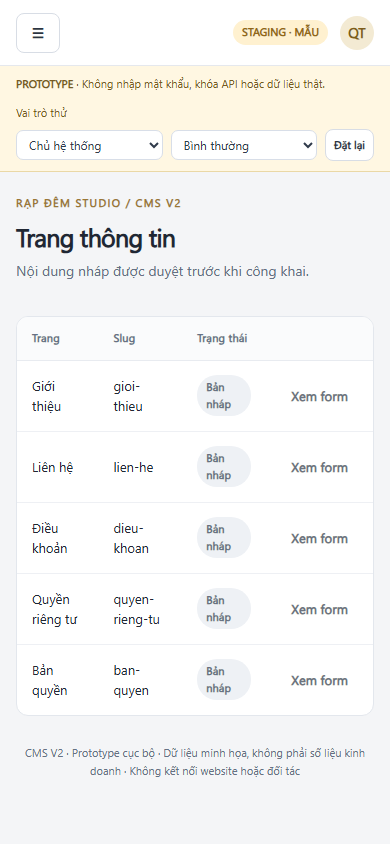 ☰
STAGING · MẪU
QT
PROTOTYPE · Không nhập mật khẩu, khóa API hoặc dữ liệu thật.
Vai trò thử
Chủ hệ thống
Bình thường
Đặt lại
RẠP ĐÊM STUDIO / CMS V2
Trang thông tin
Nội dung nháp được duyệt trước khi công khai.
Trang Slug Trạng thái
Giới
thiệu
gioi-
thieu
Bản
nháp
Xem form
Liên hệ
lien-he
Bản
nháp
Xem form
Điều
khoản
dieu-
khoan
Bản
nháp
Xem form
Quyền
riêng tư
quyen-
rieng-tu
Bản
nháp
Xem form
Bản
quyền
ban-
quyen
Bản
nháp
Xem form
CMS V2 · Prototype cục bộ · Dữ liệu minh họa, không phải số liệu kinh
doanh · Không kết nối website hoặc đối tác